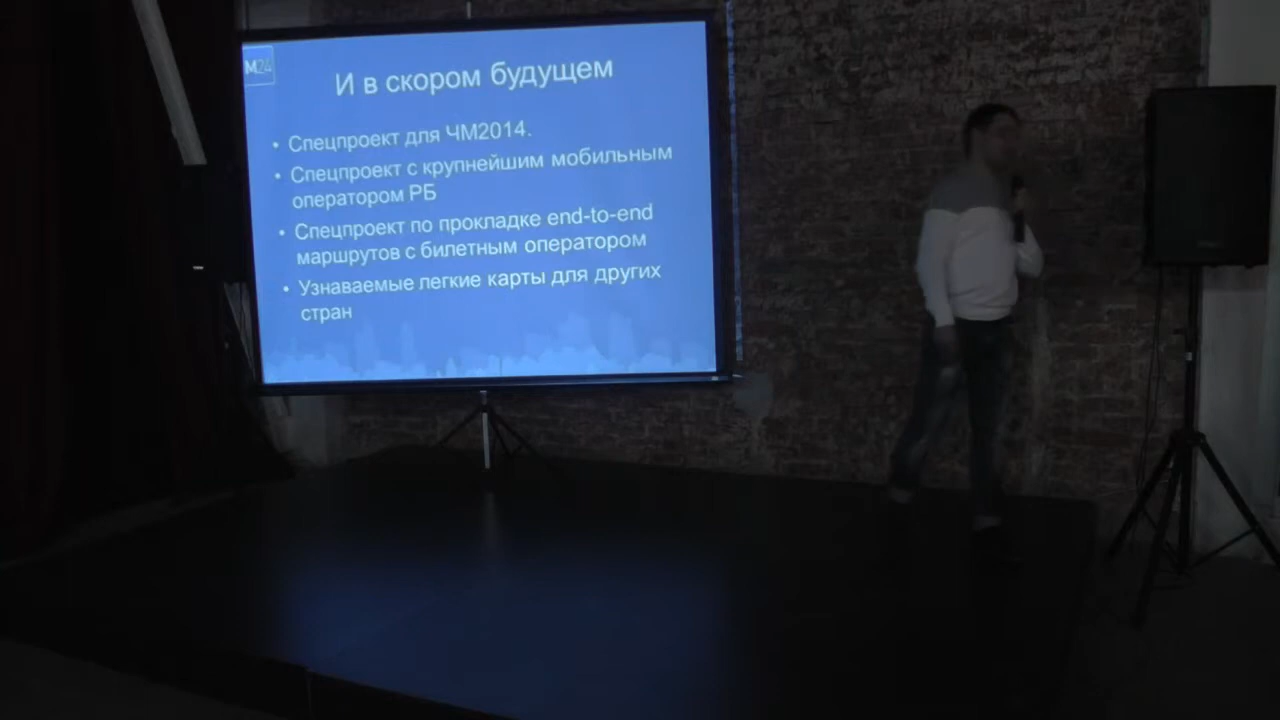 М24
И в скором будущем
• Спецпроект для ЧМ2014.
• Спецпроект с крупнейшим мобильным
оператором РБ
• Спецпроект по прокладке end-to-end
маршрутов с билетным оператором
• Узнаваемые легкие карты для других
стран